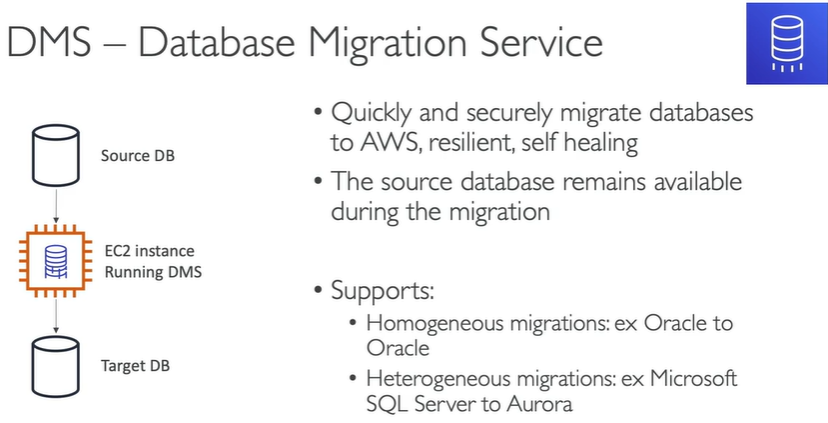 DMS – Database Migration Service
Source DB
EC2 instance
Running DMS
Target DB
• Quickly and securely migrate databases
to AWS, resilient, self healing
• The source database remains available
during the migration
• Supports:
• Homogeneous migrations: ex Oracle to
Oracle
• Heterogeneous migrations: ex Microsoft
SQL Server to Aurora